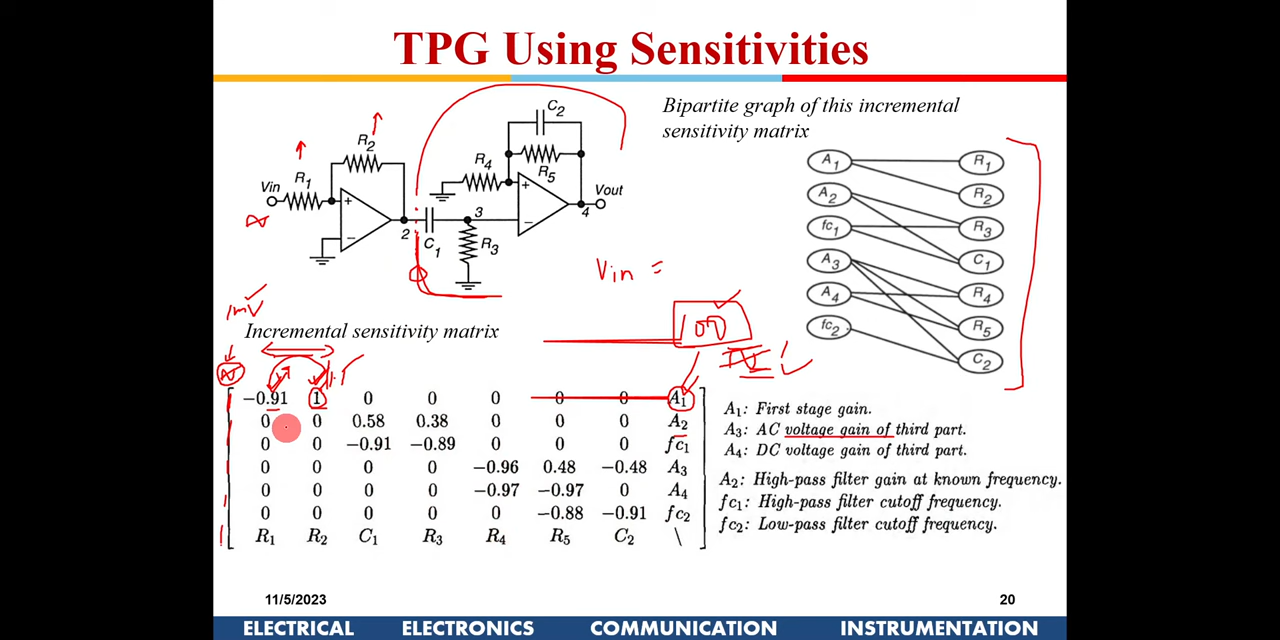 TPG Using Sensitivities
Bipartite graph of this incremental
sensitivity matrix
C2
R2
R4
R5
R1
Vin
+
−
2
C1
3
R3
+
−
Vout
4
A1 R1
A2 R2
fc1 R3
A3 C1
A4 R4
fc2 R5
C2
Vin =
1mV
100
Incremental sensitivity matrix
−0.91 1 0 0 0 0 0 A1
0 0 0.58 0.38 0 0 0 A2
0 0 −0.91 −0.89 0 0 0 fc1
0 0 0 0 −0.96 0.48 −0.48 A3
0 0 0 0 −0.97 −0.97 0 A4
0 0 0 0 0 −0.88 −0.91 fc2
R1 R2 C1 R3 R4 R5 C2 \
A1: First stage gain.
A3: AC voltage gain of third part.
A4: DC voltage gain of third part.
A2: High-pass filter gain at known frequency.
fc1: High-pass filter cutoff frequency.
fc2: Low-pass filter cutoff frequency.
11/5/2023
20
ELECTRICAL ELECTRONICS COMMUNICATION INSTRUMENTATION